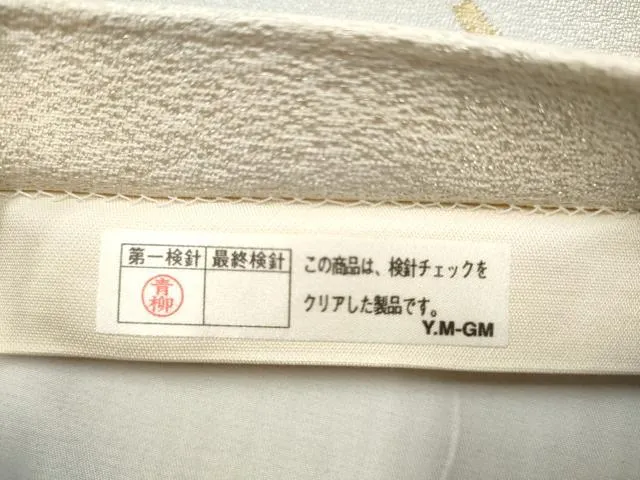 第一検針 最終検針
青柳
この商品は、検針チェックを
クリアした製品です。
Y.M-GM